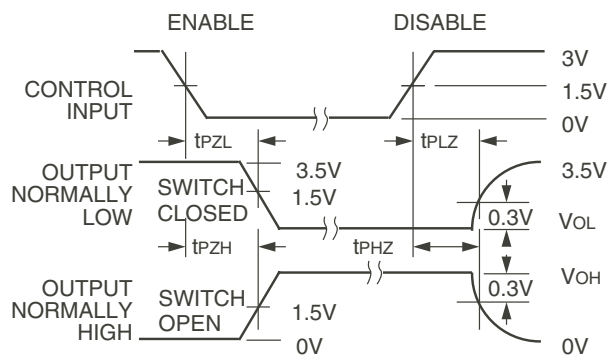 ENABLE DISABLE
3V
CONTROL INPUT
1.5V
0V
tPZL tPLZ
OUTPUT NORMALLY LOW
SWITCH CLOSED
3.5V
1.5V
3.5V
0.3V
VOL
tPZH tPHZ
OUTPUT NORMALLY HIGH
SWITCH OPEN
1.5V
0V
VOH
0.3V
0V